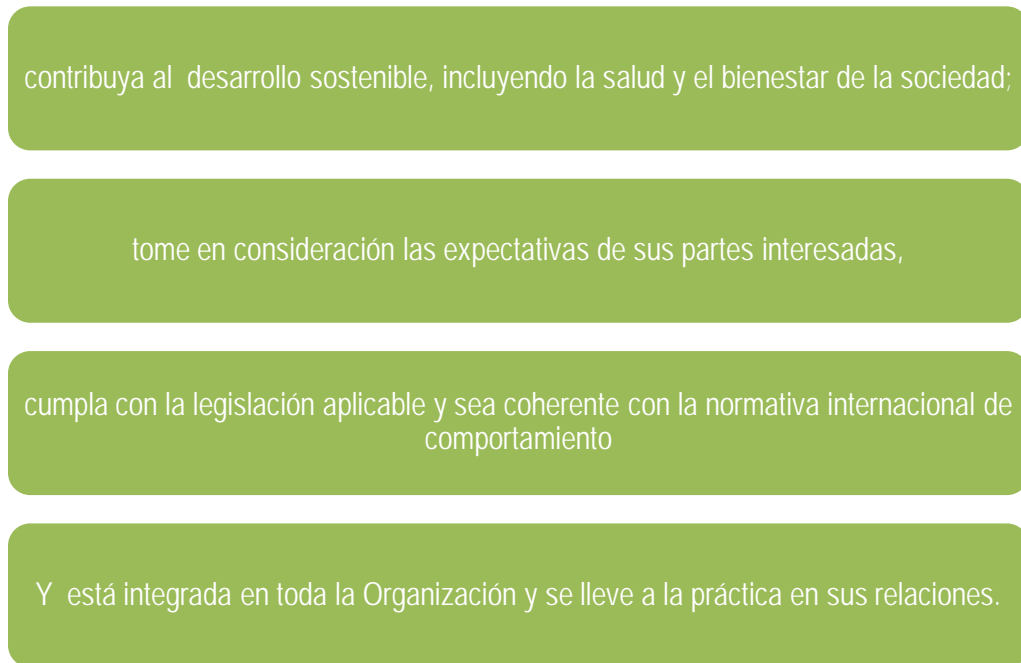 contribuya al  desarrollo sostenible, incluyendo la salud y el bienestar de la sociedad;
tome en consideración las expectativas de sus partes interesadas,
cumpla con la legislación aplicable y sea coherente con la normativa internacional de
comportamiento
Y  está integrada en toda la Organización y se lleve a la práctica en sus relaciones.